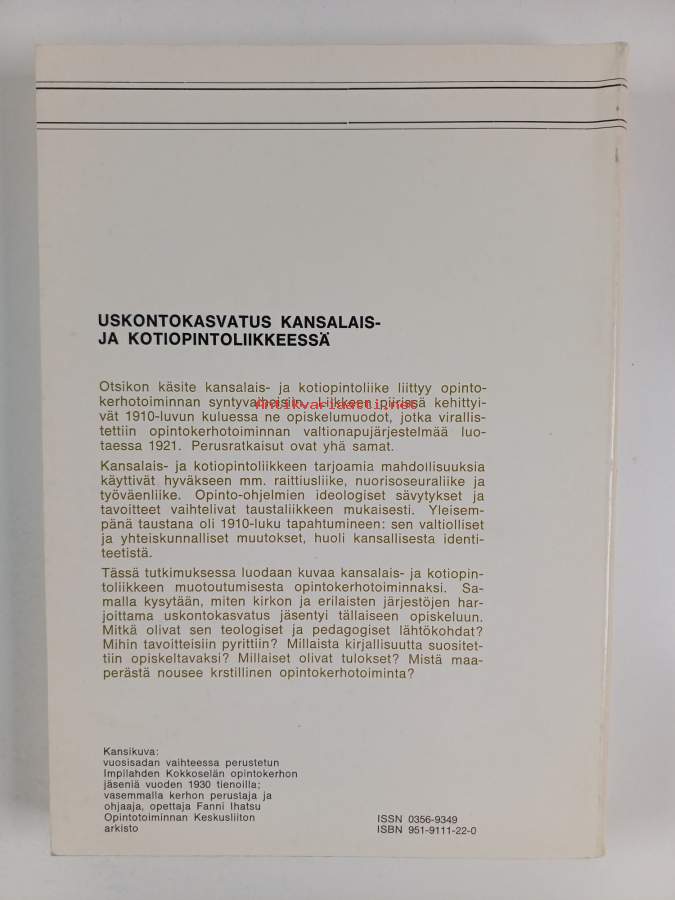 USKONTOKASVATUS KANSALAIS-
JA KOTIOPINTOLIIKKEESSÄ
Otsikon käsite kansalais- ja kotiopintoliike liittyy opinto-
kerhotoiminnan syntyvaiheisiin. Liikkeen piirissä kehittyi-
Antikvariaatti.net
vät 1910-luvun kuluessa ne opiskelumuodot, jotka virallis-
tettiin opintokerhotoiminnan valtionapujärjestelmää luo-
taessa 1921. Perusratkaisut ovat yhä samat.
Kansalais- ja kotiopintoliikkeen tarjoamia mahdollisuuksia
käyttivät hyväkseen mm. raittiusliike, nuorisoseuraliike ja
työväenliike. Opinto-ohjelmien ideologiset sävytykset ja
tavoitteet vaihtelivat taustaliikkeen mukaisesti. Yleisem-
pänä taustana oli 1910-luku tapahtumineen: sen valtiolliset
ja yhteiskunnalliset muutokset, huoli kansallisesta identi-
teetistä.
Tässä tutkimuksessa luodaan kuvaa kansalais- ja kotiopin-
toliikkeen muotoutumisesta opintokerhotoiminnaksi. Sa-
malla kysytään, miten kirkon ja erilaisten järjestöjen har-
joittama uskontokasvatus jäsentyi tällaiseen opiskeluun.
Mitkä olivat sen teologiset ja pedagogiset lähtökohdat?
Mihin tavoitteisiin pyrittiin? Millaista kirjallisuutta suositet-
tiin opiskeltavaksi? Millaiset olivat tulokset? Mistä maa-
perästä nousee krstillinen opintokerhotoiminta?
Kansikuva:
vuosisadan vaihteessa perustetun
Impilahden Kokkoselän opintokerhon
jäseniä vuoden 1930 tienoilla;
vasemmalla kerhon perustaja ja
ohjaaja, opettaja Fanni Ihatsu
Opintotoiminnan Keskusliiton
arkisto
ISSN 0356-9349
ISBN 951-9111-22-0